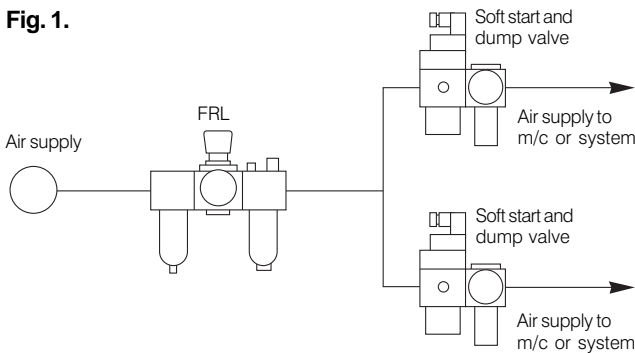 Fig. 1.
Soft start and
dump valve
FRL
Air supply
Air supply to
m/c or system
Soft start and
dump valve
Air supply to
m/c or system